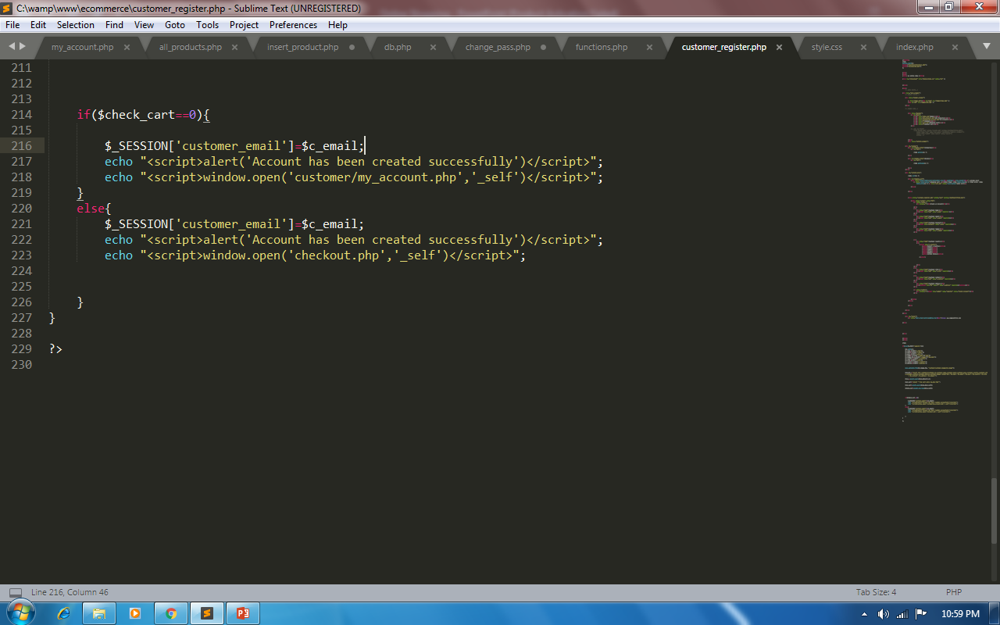 C:\wamp\www\ecommerce\customer_register.php - Sublime Text (UNREGISTERED)
File Edit Selection Find View Goto Tools Project Preferences Help
my_account.php all_products.php insert_product.php db.php change_pass.php functions.php customer_register.php style.css index.php
211
212
213
214 if($check_cart==0){
215
216 $_SESSION['customer_email']=$c_email;
217 echo "<script>alert('Account has been created successfully')</script>";
218 echo "<script>window.open('customer/my_account.php','_self')</script>";
219 }
220 else{
221 $_SESSION['customer_email']=$c_email;
222 echo "<script>alert('Account has been created successfully')</script>";
223 echo "<script>window.open('checkout.php','_self')</script>";
224
225
226 }
227 }
228
229 ?>
230
Line 216, Column 46 Tab Size: 4 PHP
10:59 PM